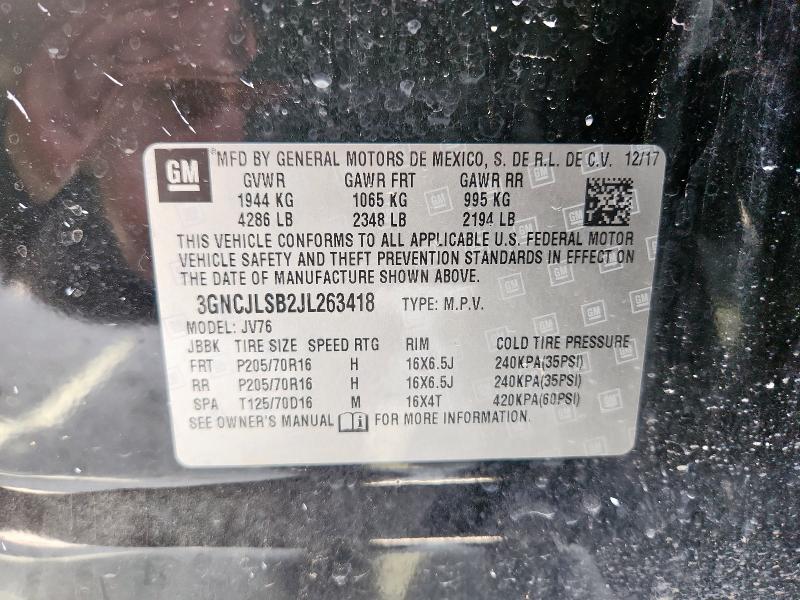 GM ® MFD BY GENERAL MOTORS DE MEXICO, S. DE R.L. DE C.V. 12/17
GVWR GAWR FRT GAWR RR
1944 KG 1065 KG 995 KG
4286 LB 2348 LB 2194 LB
THIS VEHICLE CONFORMS TO ALL APPLICABLE U.S. FEDERAL MOTOR
VEHICLE SAFETY AND THEFT PREVENTION STANDARDS IN EFFECT ON
THE DATE OF MANUFACTURE SHOWN ABOVE.
3GNCJLSB2JL263418 TYPE: M.P.V.
MODEL: JV76
JBBK TIRE SIZE SPEED RTG RIM COLD TIRE PRESSURE
FRT P205/70R16 H 16X6.5J 240KPA(35PSI)
RR P205/70R16 H 16X6.5J 240KPA(35PSI)
SPA T125/70D16 M 16X4T 420KPA(60PSI)
SEE OWNER'S MANUAL i FOR MORE INFORMATION.